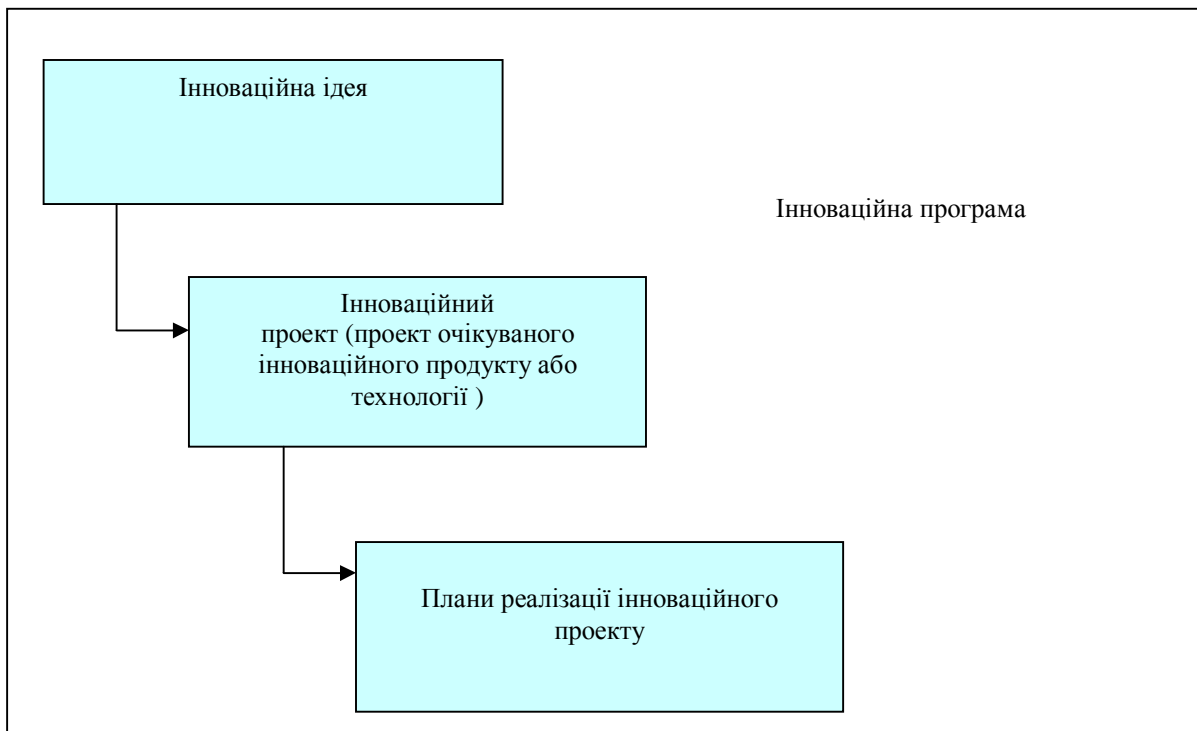 Інноваційна ідея
Інноваційна програма
Інноваційний
проект (проект очікуваного
інноваційного продукту або
технології )
Плани реалізації інноваційного
проекту